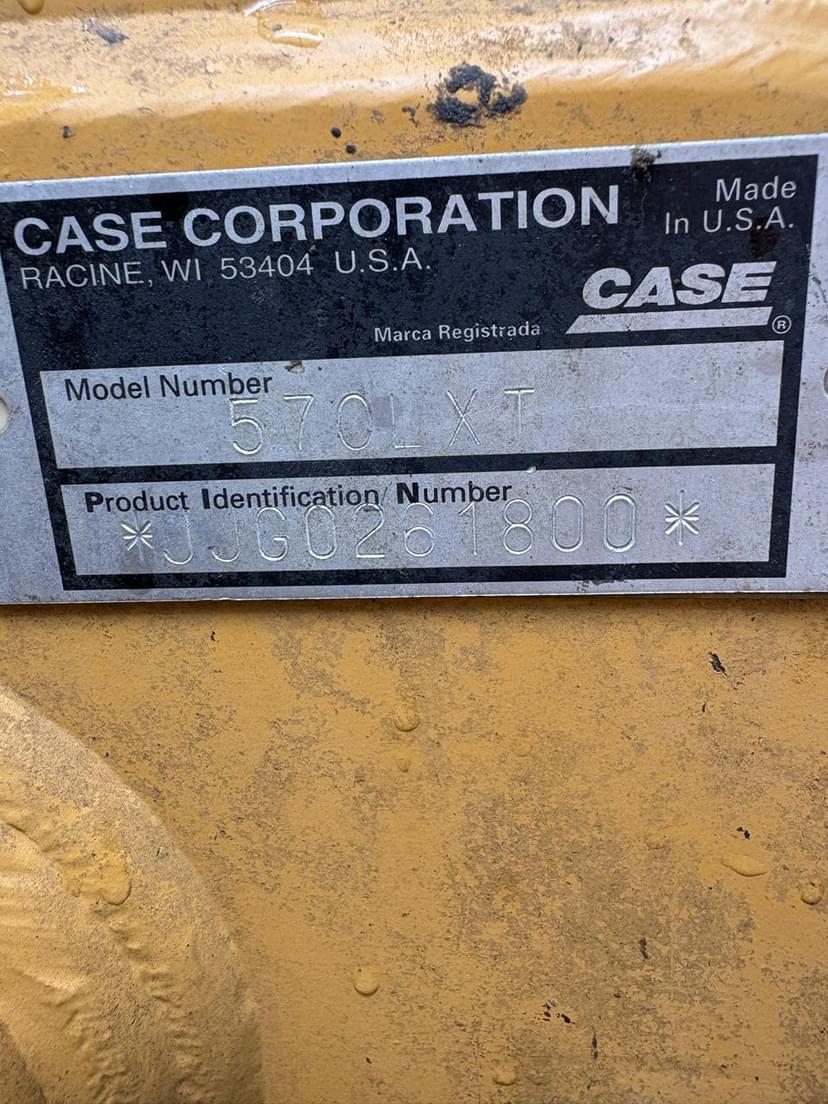 CASE CORPORATION
RACINE, WI 53404 U.S.A.
Made
In U.S.A.
CASE ®
Marca Registrada
Model Number
570LXT
Product Identification Number
*JJG0261800*